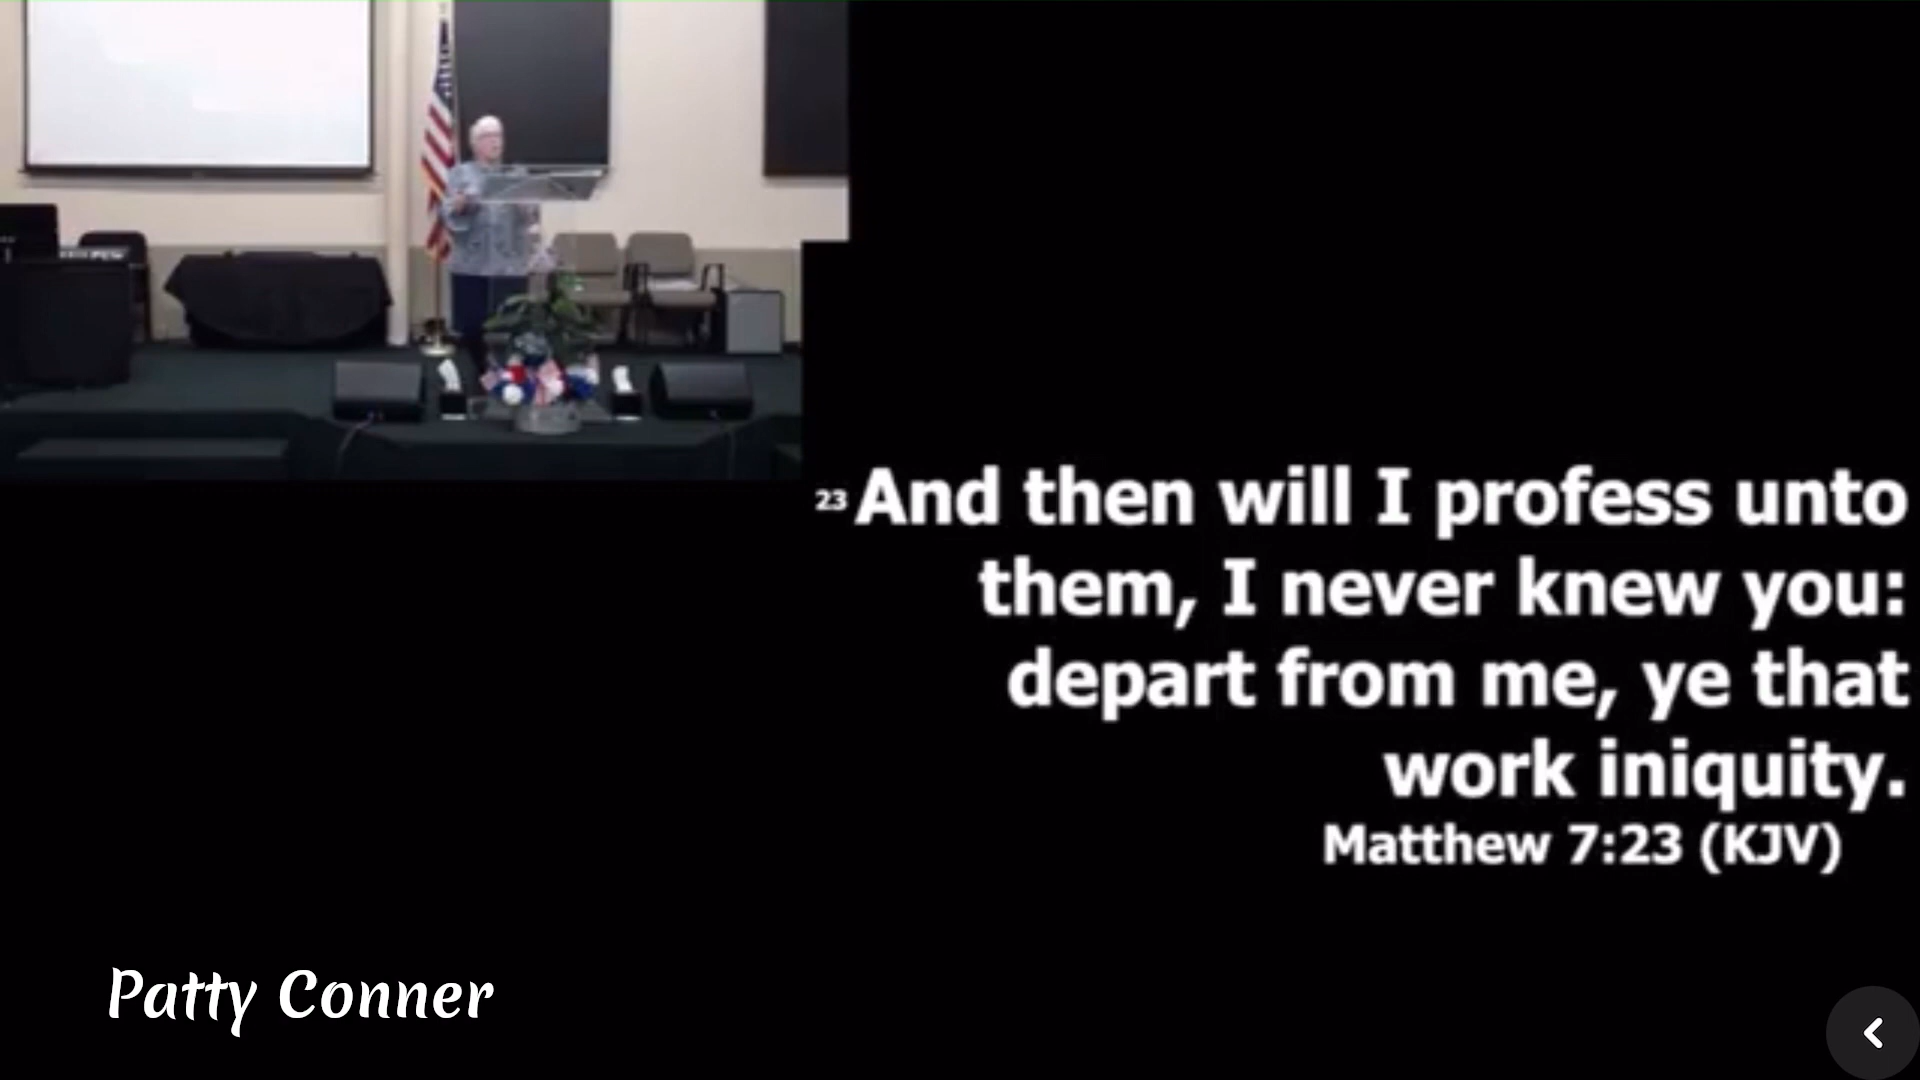 23 And then will I profess unto
them, I never knew you:
depart from me, ye that
work iniquity.
Matthew 7:23 (KJV)
Patty Conner